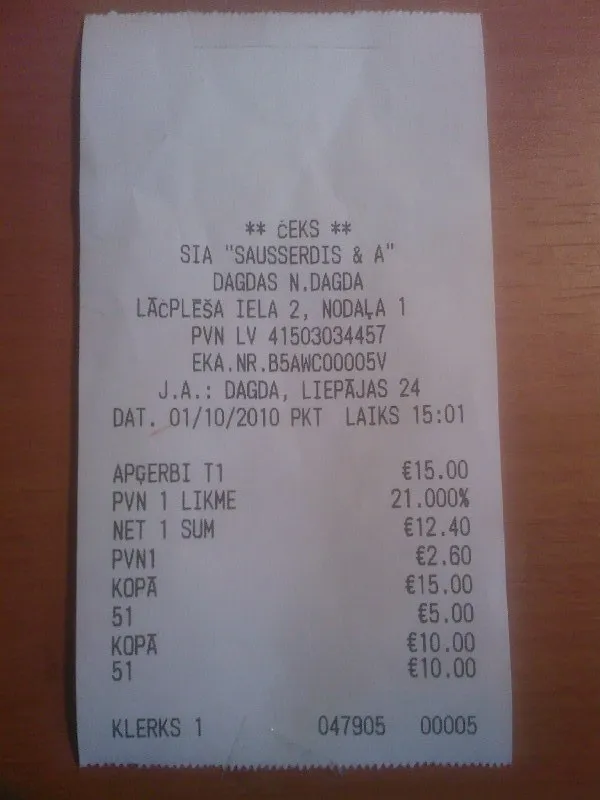 ** čEKS **
SIA "SAUSSERDIS & A"
DAGDAS N.DAGDA
LĀčPLĒŠA IELA 2, NODAĻA 1
PVN LV 41503034457
EKA.NR.B5AWC00005V
J.A.: DAGDA, LIEPĀJAS 24
DAT. 01/10/2010 PKT LAIKS 15:01
APĢERBI T1 €15.00
PVN 1 LIKME 21.000%
NET 1 SUM €12.40
PVN1 €2.60
KOPĀ €15.00
51 €5.00
KOPĀ €10.00
51 €10.00
KLERKS 1 047905 00005